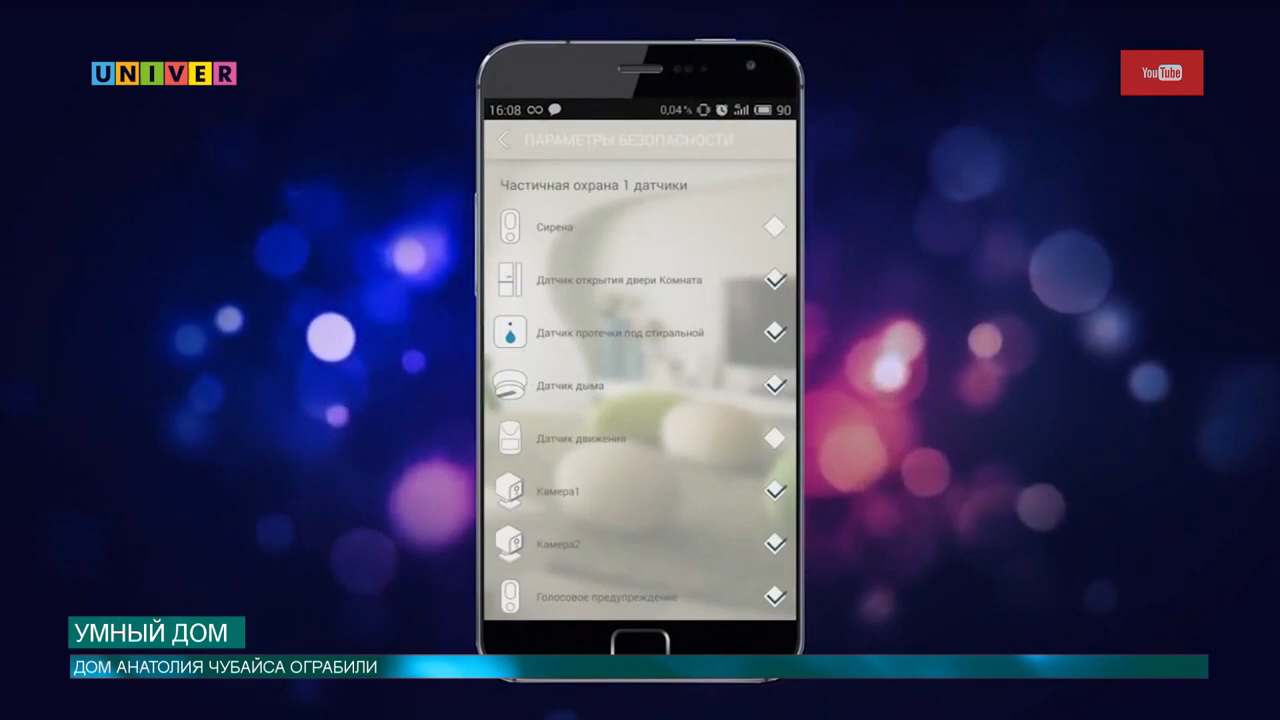 UNIVER
YouTube
16:08
0,04% 90
ПАРАМЕТРЫ БЕЗОПАСНОСТИ
Частичная охрана 1 датчики
Сирена
Датчик открытия двери Комната
Датчик протечки под стиральной
Датчик дыма
Датчик движения
Камера1
Камера2
Голосовое предупреждение
УМНЫЙ ДОМ
ДОМ АНАТОЛИЯ ЧУБАЙСА ОГРАБИЛИ